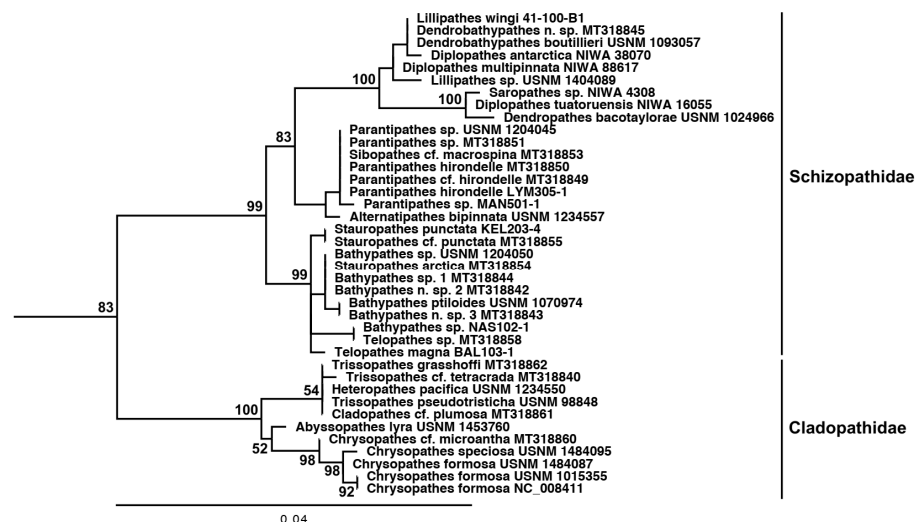 Lillipathes wingi 41-100-B1
Dendrobathypathes n. sp. MT318845
Dendrobathypathes boutillieri USNM 1093057
Diplopathes antarctica NIWA 38070
Diplopathes multipinnata NIWA 88617
Lillipathes sp. USNM 1404089
100
Saropathes sp. NIWA 4308
100
Diplopathes tuatoruensis NIWA 16055
Dendropathes bacotaylorae USNM 1024966
Parantipathes sp. USNM 1204045
83
Parantipathes sp. MT318851
Sibopathes cf. macrospina MT318853
Parantipathes hirondelle MT318850
Schizopathidae
Parantipathes cf. hirondelle MT318849
Parantipathes hirondelle LYM305-1
Parantipathes sp. MAN501-1
99
Alternatipathes bipinnata USNM 1234557
Stauropathes punctata KEL203-4
Stauropathes cf. punctata MT318855
Bathypathes sp. USNM 1204050
Stauropathes arctica MT318854
99
Bathypathes sp. 1 MT318844
Bathypathes n. sp. 2 MT318842
Bathypathes ptiloides USNM 1070974
83
Bathypathes n. sp. 3 MT318843
Bathypathes sp. NAS102-1
Telopathes sp. MT318858
Telopathes magna BAL103-1
Trissopathes grasshoffi MT318862
Trissopathes cf. tetracrada MT318840
54
Heteropathes pacifica USNM 1234550
Trissopathes pseudotristicha USNM 98848
100
Cladopathes cf. plumosa MT318861
Abyssopathes lyra USNM 1453760
Cladopathidae
Chrysopathes cf. microantha MT318860
52
Chrysopathes speciosa USNM 1484095
98
Chrysopathes formosa USNM 1484087
98
Chrysopathes formosa USNM 1015355
92
Chrysopathes formosa NC_008411
0.04